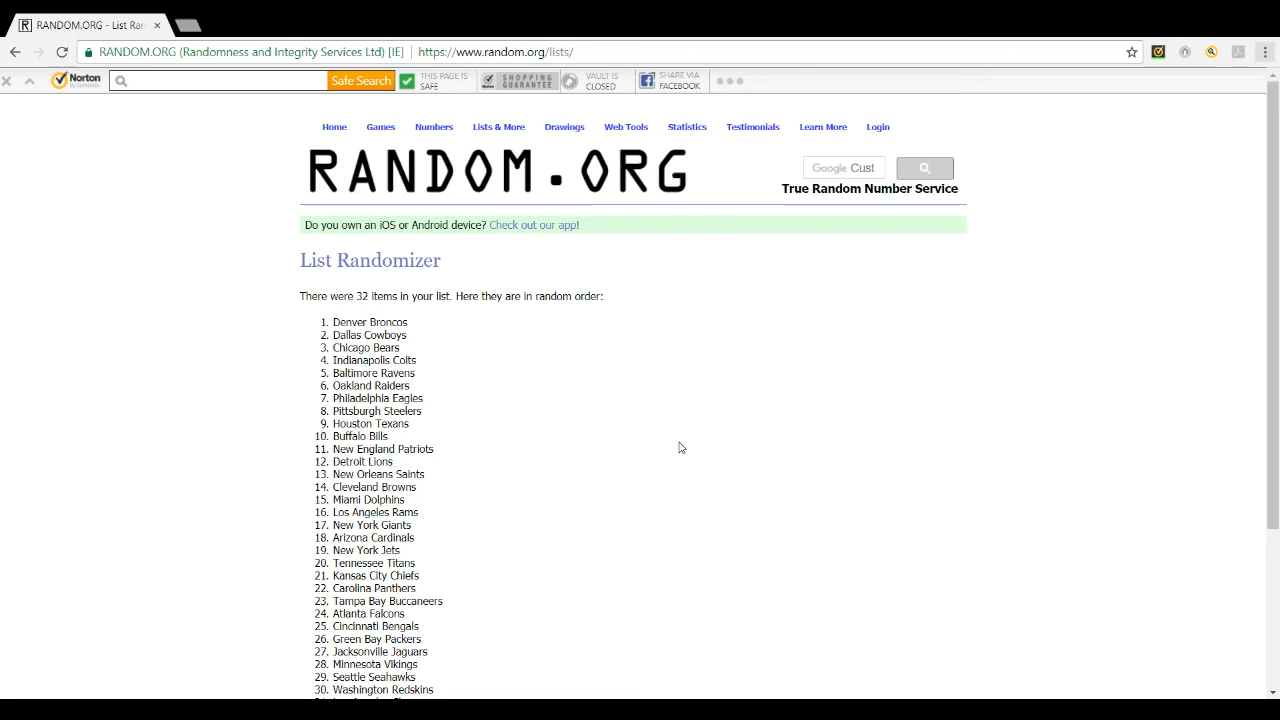 RANDOM.ORG - List Ran
RANDOM.ORG (Randomness and Integrity Services Ltd) [IE] https://www.random.org/lists/
Norton
by Symantec
Safe Search
THIS PAGE IS
SAFE
SHOPPING
GUARANTEE
VAULT IS
CLOSED
SHARE VIA
FACEBOOK
Home Games Numbers Lists & More Drawings Web Tools Statistics Testimonials Learn More Login
RANDOM.ORG
Google Cust
True Random Number Service
Do you own an iOS or Android device? Check out our app!
List Randomizer
There were 32 items in your list. Here they are in random order:
1. Denver Broncos
2. Dallas Cowboys
3. Chicago Bears
4. Indianapolis Colts
5. Baltimore Ravens
6. Oakland Raiders
7. Philadelphia Eagles
8. Pittsburgh Steelers
9. Houston Texans
10. Buffalo Bills
11. New England Patriots
12. Detroit Lions
13. New Orleans Saints
14. Cleveland Browns
15. Miami Dolphins
16. Los Angeles Rams
17. New York Giants
18. Arizona Cardinals
19. New York Jets
20. Tennessee Titans
21. Kansas City Chiefs
22. Carolina Panthers
23. Tampa Bay Buccaneers
24. Atlanta Falcons
25. Cincinnati Bengals
26. Green Bay Packers
27. Jacksonville Jaguars
28. Minnesota Vikings
29. Seattle Seahawks
30. Washington Redskins